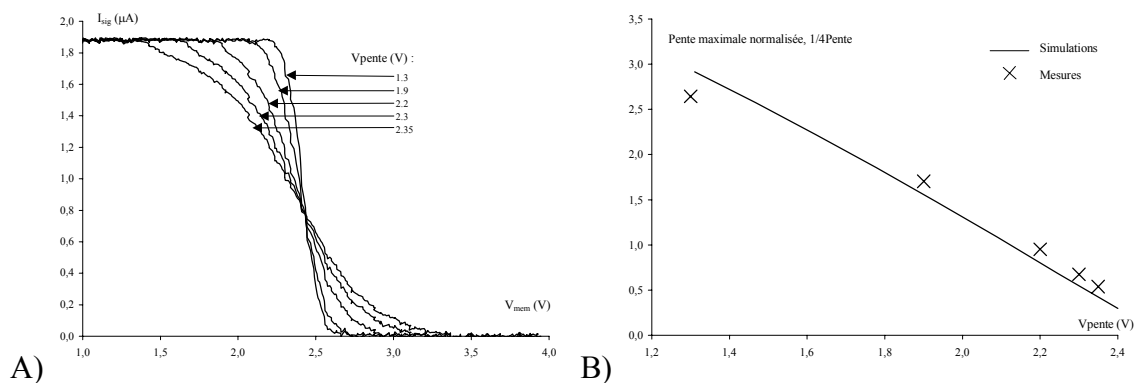 I_sig (µA)
2,0
1,8
1,6
1,4
1,2
1,0
0,8
0,6
0,4
0,2
0,0
1,0 1,5 2,0 2,5 3,0 3,5 4,0
Vpente (V) :
1.3
1.9
2.2
2.3
2.35
V_mem (V)
A)
3,5
3,0
2,5
2,0
1,5
1,0
0,5
0,0
1,2 1,4 1,6 1,8 2,0 2,2 2,4
Pente maximale normalisée, 1/4Pente
Simulations
Mesures
Vpente (V)
B)